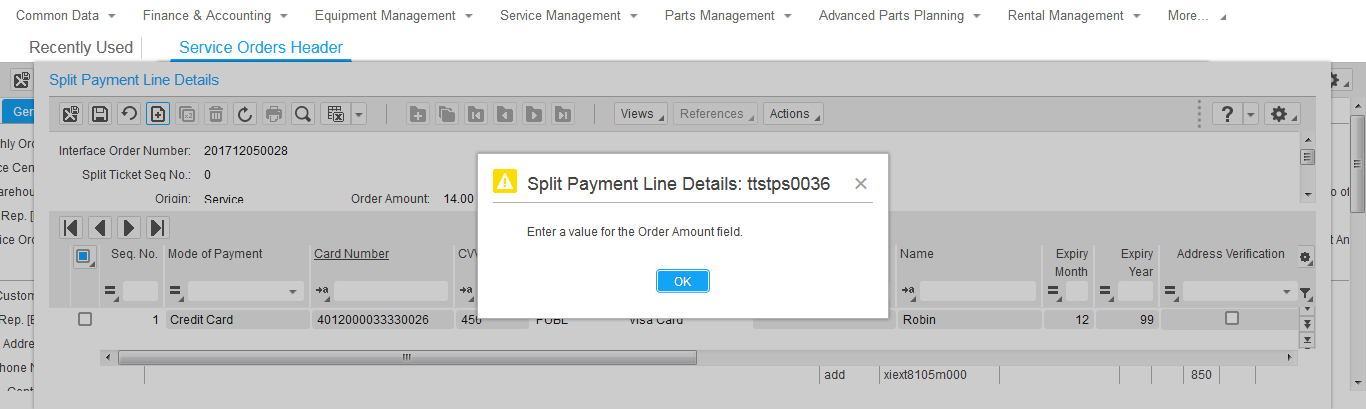 Common Data Finance & Accounting Equipment Management Service Management Parts Management Advanced Parts Planning Rental Management More...
Recently Used Service Orders Header
Split Payment Line Details
Views References Actions ?
Interface Order Number: 201712050028
Split Ticket Seq No.: 0
Origin: Service Order Amount: 14.00
Split Payment Line Details: ttstps0036
Enter a value for the Order Amount field.
OK
Seq. No. Mode of Payment Card Number Name Expiry Month Expiry Year Address Verification
1 Credit Card 4012000033330026 456 PUBL Visa Card Robin 12 99
add xiext8105m000 850